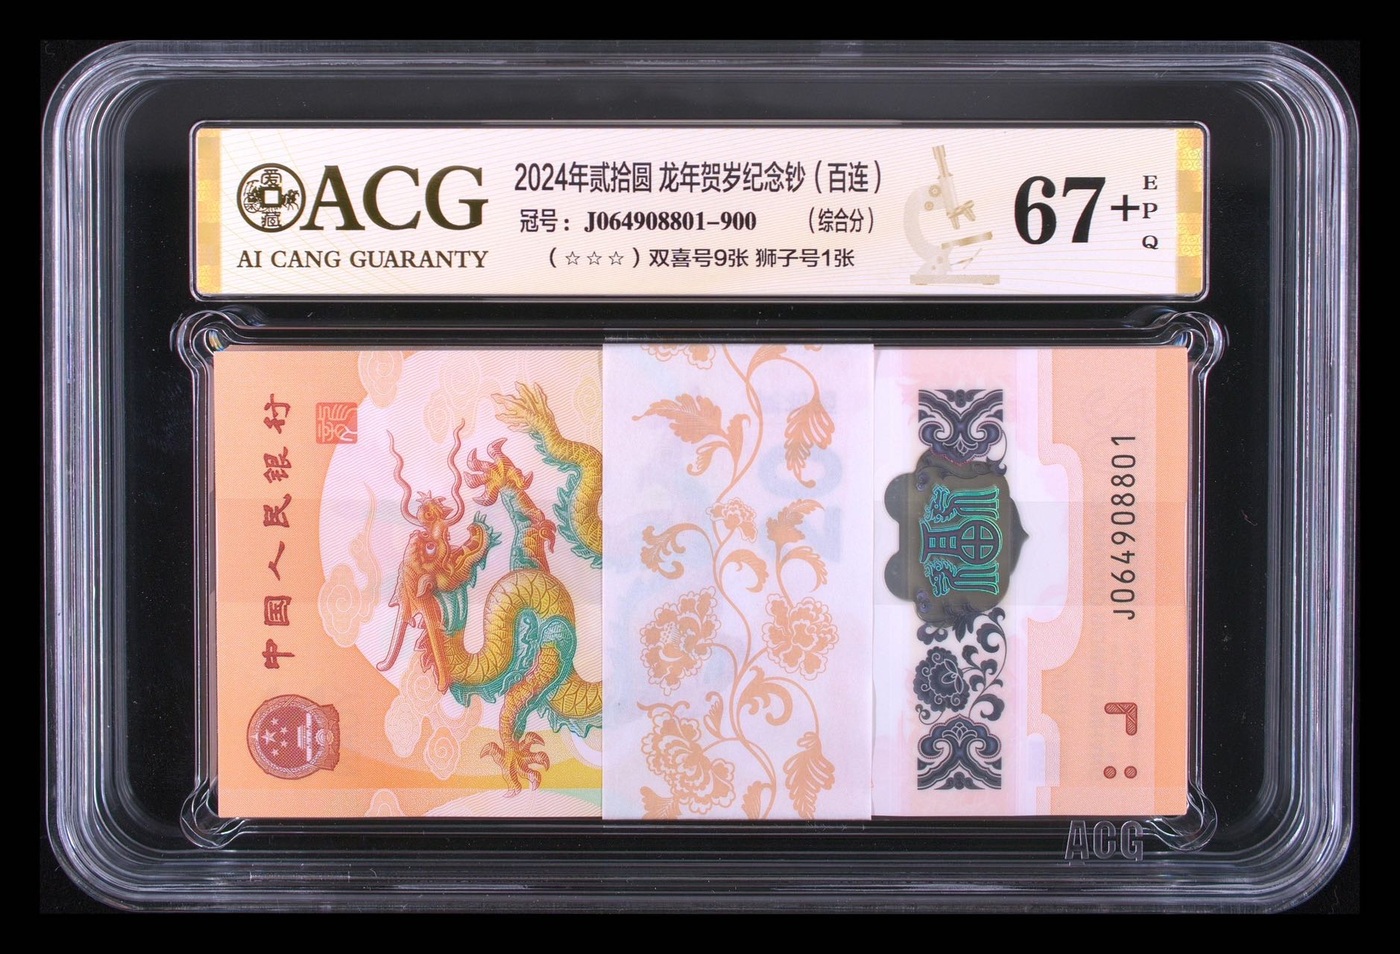 ACG
AI CANG GUARANTY
2024年贰拾圆 龙年贺岁纪念钞（百连）
冠号：J064908801-900 （综合分）
（☆☆☆）双喜号9张 狮子号1张
67+
EPQ
中国人民银行
J064908801
ACG